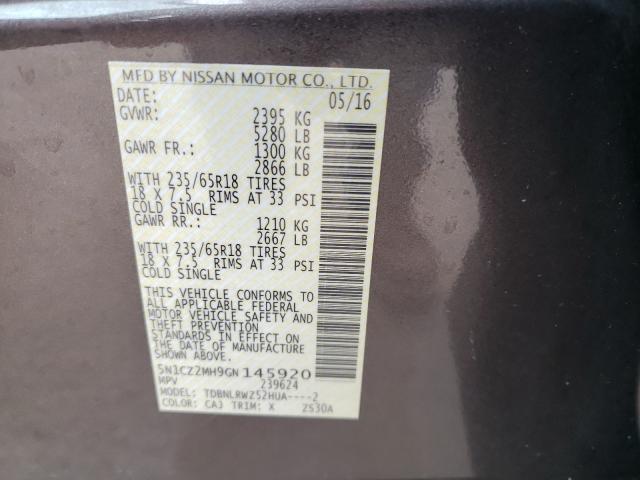 MFD BY NISSAN MOTOR CO., LTD.
DATE: 05/16
GVWR: 2395 KG
5280 LB
GAWR FR.: 1300 KG
2866 LB
WITH 235/65R18 TIRES
18 X 7.5 RIMS AT 33 PSI
COLD SINGLE
GAWR RR.: 1210 KG
2667 LB
WITH 235/65R18 TIRES
18 X 7.5 RIMS AT 33 PSI
COLD SINGLE
THIS VEHICLE CONFORMS TO
ALL APPLICABLE FEDERAL
MOTOR VEHICLE SAFETY AND
THEFT PREVENTION
STANDARDS IN EFFECT ON
THE DATE OF MANUFACTURE
SHOWN ABOVE.
5N1CZ2MH9GN145920
MPV 239624
MODEL: TDBNLRWZ52HUA----2
COLOR: CAJ TRIM: X ZS30A